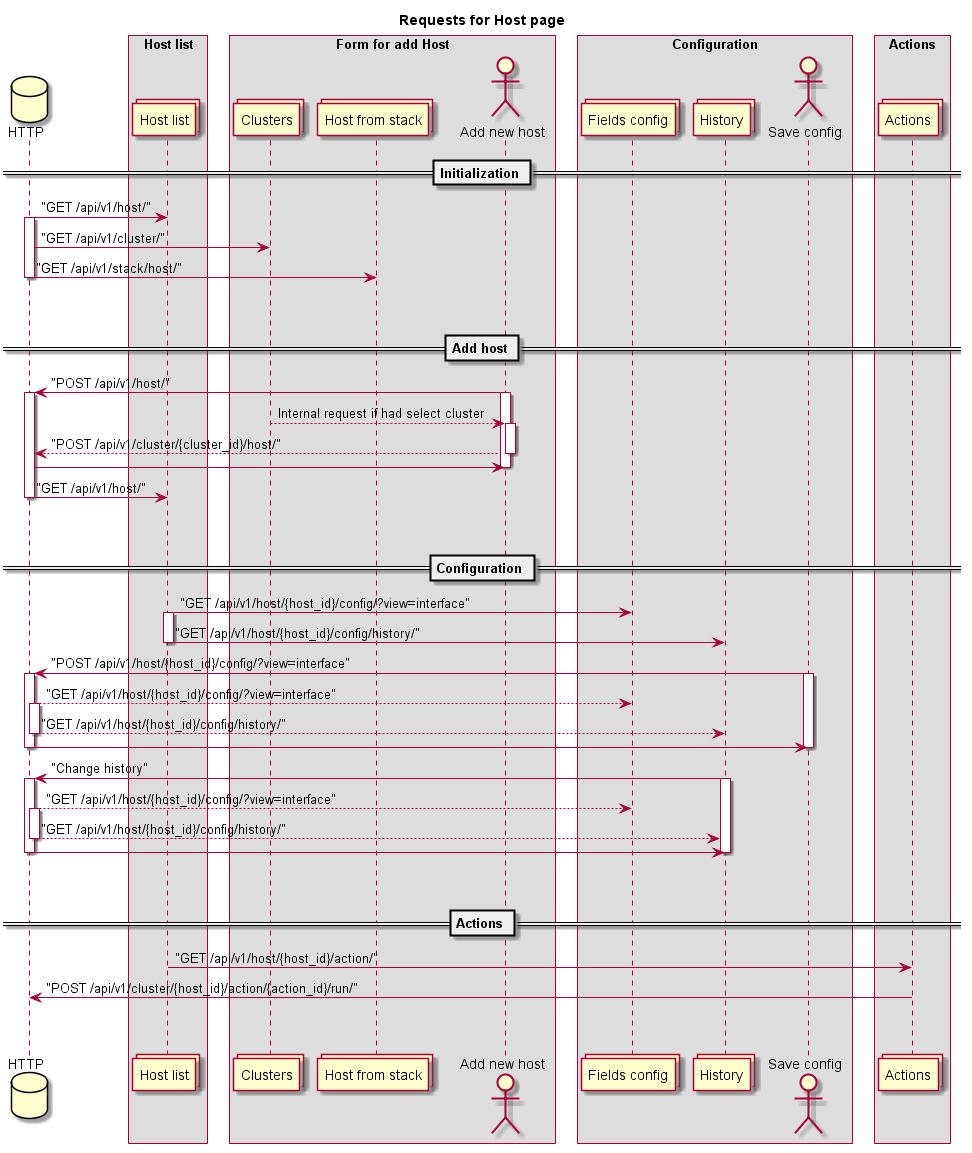 Requests for Host page
Host list
Form for add Host
Configuration
Actions
HTTP
Host list
Clusters
Host from stack
Add new host
Fields config
History
Save config
Actions
Initialization
"GET /api/v1/host/"
"GET /api/v1/cluster/"
"GET /api/v1/stack/host/"
Add host
"POST /api/v1/host/"
Internal request if had select cluster
"POST /api/v1/cluster/{cluster_id}/host/"
"GET /api/v1/host/"
Configuration
"GET /api/v1/host/{host_id}/config/?view=interface"
"GET /api/v1/host/{host_id}/config/history/"
"POST /api/v1/host/{host_id}/config/?view=interface"
"GET /api/v1/host/{host_id}/config/?view=interface"
"GET /api/v1/host/{host_id}/config/history/"
"Change history"
"GET /api/v1/host/{host_id}/config/?view=interface"
"GET /api/v1/host/{host_id}/config/history/"
Actions
"GET /api/v1/host/{host_id}/action/"
"POST /api/v1/cluster/{host_id}/action/{action_id}/run/"
HTTP
Host list
Clusters
Host from stack
Add new host
Fields config
History
Save config
Actions